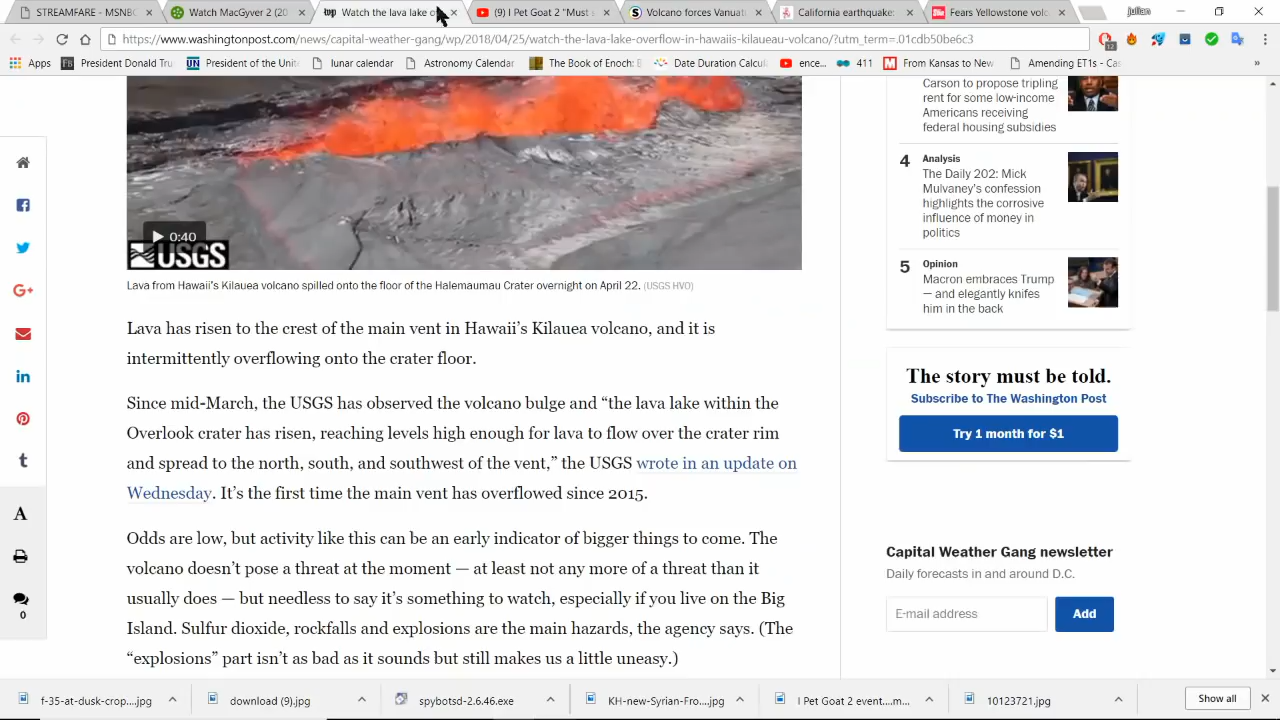 STREAMFARE - MSNBC
Watch MacGyver 2 (20
Watch the lava lake o
(9) I Pet Goat 2 "Must
Volcano forces Vanuat
California earthquake
Fears Yellowstone vol
https://www.washingtonpost.com/news/capital-weather-gang/wp/2018/04/25/watch-the-lava-lake-overflow-in-hawaiis-kilaueau-volcano/?utm_term=.01cdb50be6c3
12
Apps
President Donald Tru
President of the Unit
lunar calendar
Astronomy Calendar
The Book of Enoch:
Date Duration Calcul
ence...
411
From Kansas to New
Amending ET1s - Cas
»
Carson to propose tripling
rent for some low-income
Americans receiving
federal housing subsidies
4
Analysis
The Daily 202: Mick
Mulvaney's confession
highlights the corrosive
influence of money in
politics
5
Opinion
Macron embraces Trump
— and elegantly knifes
him in the back
0:40
USGS
Lava from Hawaii's Kilauea volcano spilled onto the floor of the Halemaumau Crater overnight on April 22. (USGS HVO)
Lava has risen to the crest of the main vent in Hawaii's Kilauea volcano, and it is
intermittently overflowing onto the crater floor.
Since mid-March, the USGS has observed the volcano bulge and “the lava lake within the
Overlook crater has risen, reaching levels high enough for lava to flow over the crater rim
and spread to the north, south, and southwest of the vent,” the USGS wrote in an update on
Wednesday. It's the first time the main vent has overflowed since 2015.
Odds are low, but activity like this can be an early indicator of bigger things to come. The
volcano doesn't pose a threat at the moment — at least not any more of a threat than it
usually does — but needless to say it's something to watch, especially if you live on the Big
Island. Sulfur dioxide, rockfalls and explosions are the main hazards, the agency says. (The
“explosions” part isn't as bad as it sounds but still makes us a little uneasy.)
A
0
The story must be told.
Subscribe to The Washington Post
Try 1 month for $1
Capital Weather Gang newsletter
Daily forecasts in and around D.C.
E-mail address
Add
f-35-at-dusk-crop....jpg
download (9).jpg
spybotsd-2.6.46.exe
KH-new-Syrian-Fro....jpg
I Pet Goat 2 event....m...
10123721.jpg
Show all